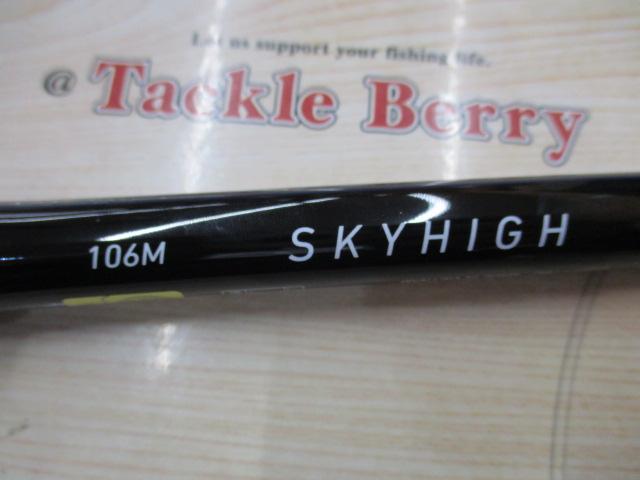 Let us support your fishing life.
@ Tackle Berry
106M SKYHIGH